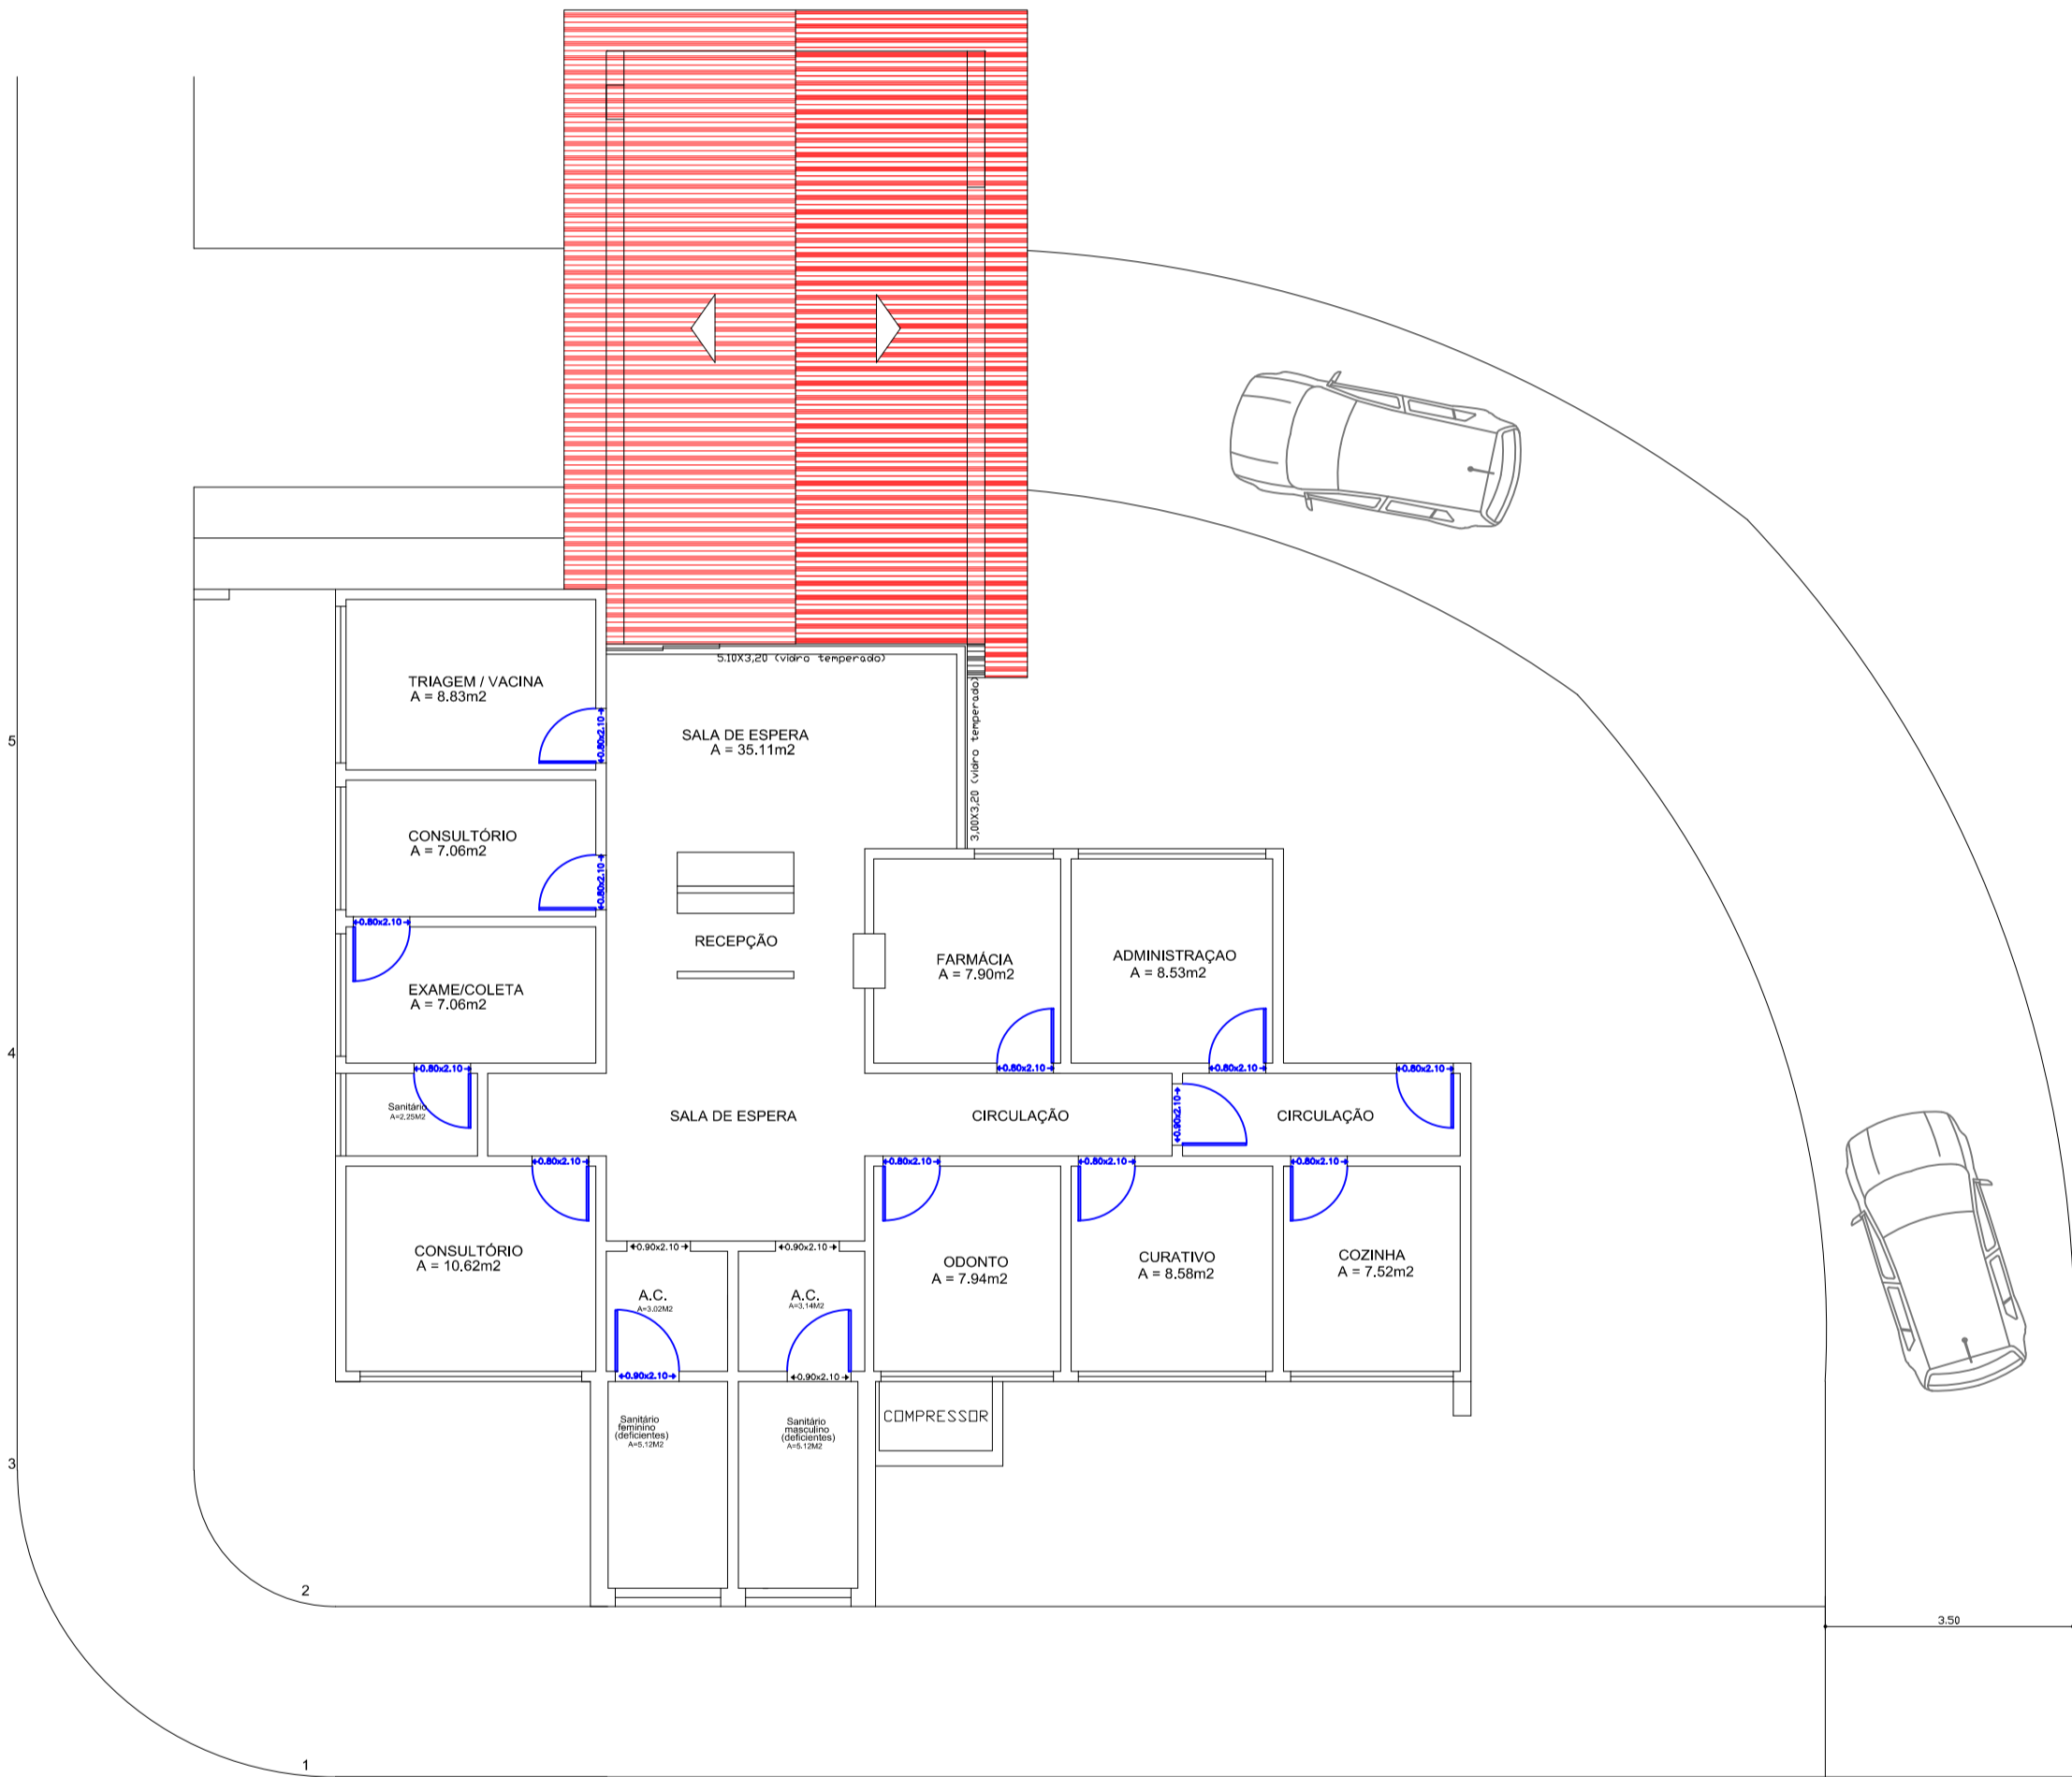 5.10X3,20 (vidro temperado)
3,00X3,20 (vidro temperado)
TRIAGEM / VACINA
A = 8.83m2
0.80x2.10
SALA DE ESPERA
A = 35.11m2
5
CONSULTÓRIO
A = 7.06m2
0.80x2.10
0.80x2.10
RECEPÇÃO
EXAME/COLETA
A = 7.06m2
FARMÁCIA
A = 7.90m2
ADMINISTRAÇAO
A = 8.53m2
4
0.80x2.10
0.80x2.10
0.80x2.10
0.80x2.10
Sanitário
A=2,25M2
SALA DE ESPERA
CIRCULAÇÃO
0.90x2.10
CIRCULAÇÃO
0.80x2.10
0.80x2.10
0.80x2.10
0.80x2.10
CONSULTÓRIO
A = 10.62m2
0.90x2.10
0.90x2.10
A.C.
A=3,02M2
A.C.
A=3,14M2
ODONTO
A = 7.94m2
CURATIVO
A = 8.58m2
COZINHA
A = 7.52m2
0.90x2.10
0.90x2.10
Sanitário
feminino
(deficientes)
A=5,12M2
Sanitário
masculino
(deficientes)
A=5.12M2
COMPRESSOR
3
2
3.50
1